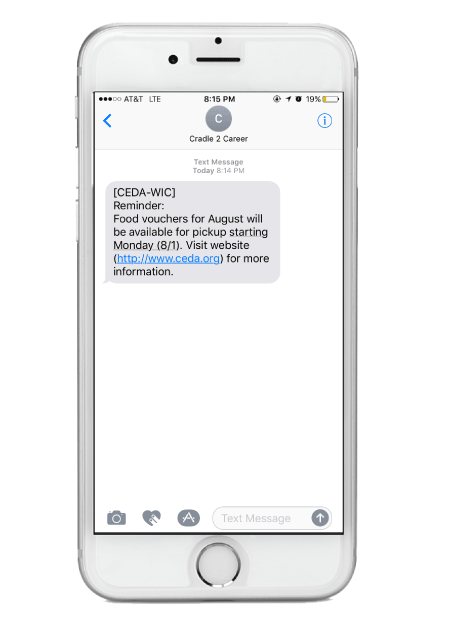 AT&T LTE
8:15 PM
19%
C
Cradle 2 Career
Text Message
Today 8:14 PM
[CEDA-WIC]
Reminder:
Food vouchers for August will
be available for pickup starting
Monday (8/1). Visit website
(http://www.ceda.org) for more
information.
Text Message